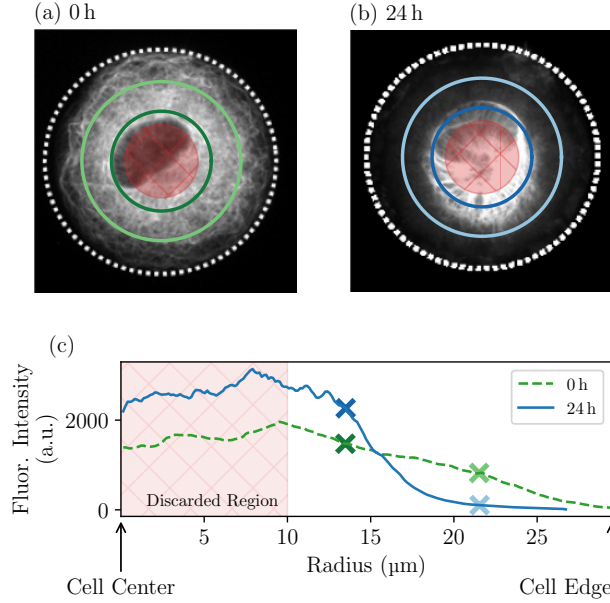 (a) 0 h
(b) 24 h
(c)
Fluor. Intensity
(a.u.)
2000
0
0 h
24 h
Discarded Region
5
10
15
20
25
Radius (µm)
Cell Center
Cell Edge